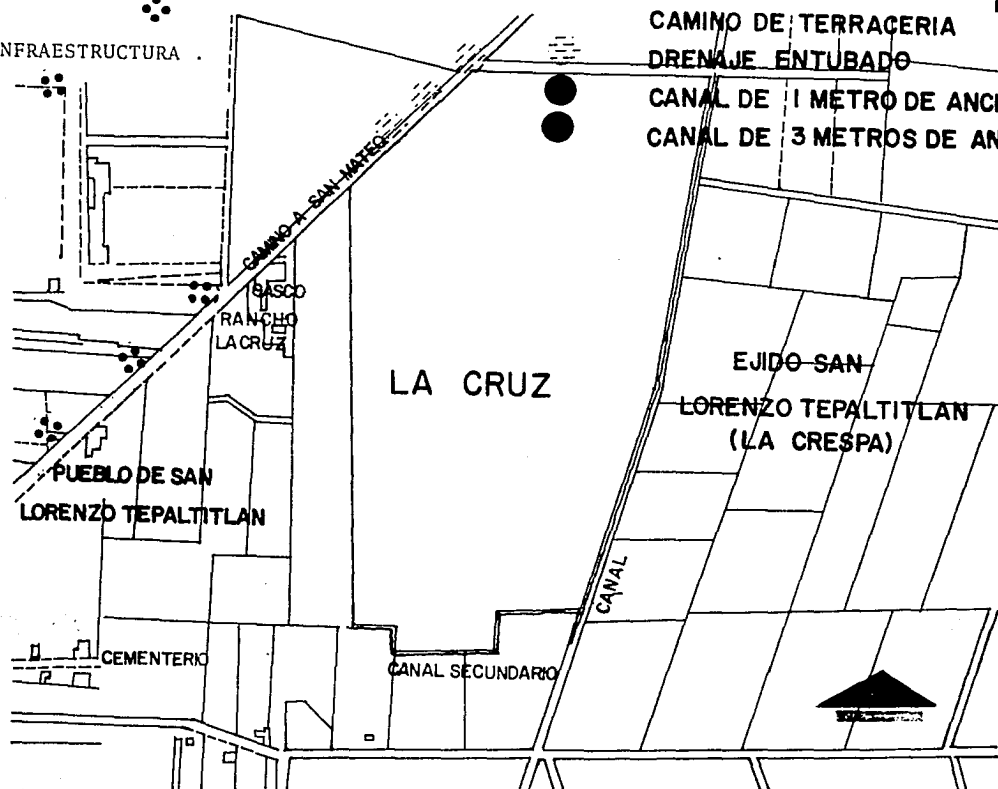 CAMINO DE TERRACERIA
NFRAESTRUCTURA .
DRENAJE ENTUBADO
CANAL DE 1 METRO DE ANC
CANAL DE 3 METROS DE AN
CAMINO A SAN MATEO
GASCO
RANCHO
LA CRUZ
LA CRUZ
EJIDO SAN
LORENZO TEPALTITLAN
(LA CRESPA)
PUEBLO DE SAN
LORENZO TEPALTITLAN
CANAL
CEMENTERIO
CANAL SECUNDARIO